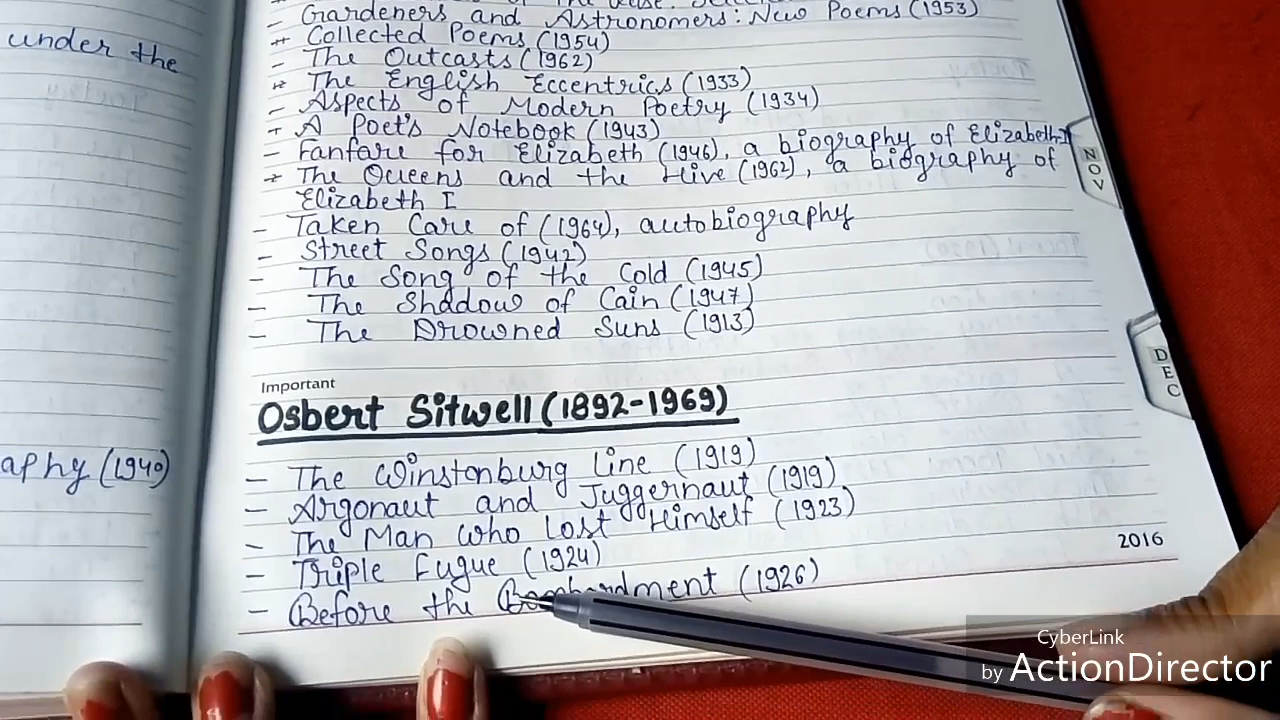 under the
aphy (1940)
Gardeners and Astronomers: New Poems (1953)
Collected Poems (1954)
- The Outcasts (1962)
The English Eccentrics (1933)
- Aspects of Modern Poetry (1934)
A Poet's Notebook (1943)
- Fanfare for Elizabeth (1946), a biography of Elizabeth I
The Queens and the Hive (1962), a biography of
Elizabeth I
- Taken Care of (1964), autobiography
- Street Songs (1942)
- The Song of the Cold (1945)
- The Shadow of Cain (1947)
- The Drowned Suns (1913)
Important
Osbert Sitwell (1892-1969)
- The Winstonburg Line (1919)
- Argonaut and Juggernaut (1919)
- The Man Who Lost Himself (1923)
- Triple Fugue (1924)
- Before the Bombardment (1926)
2016
NOV
DEC
CyberLink
by ActionDirector